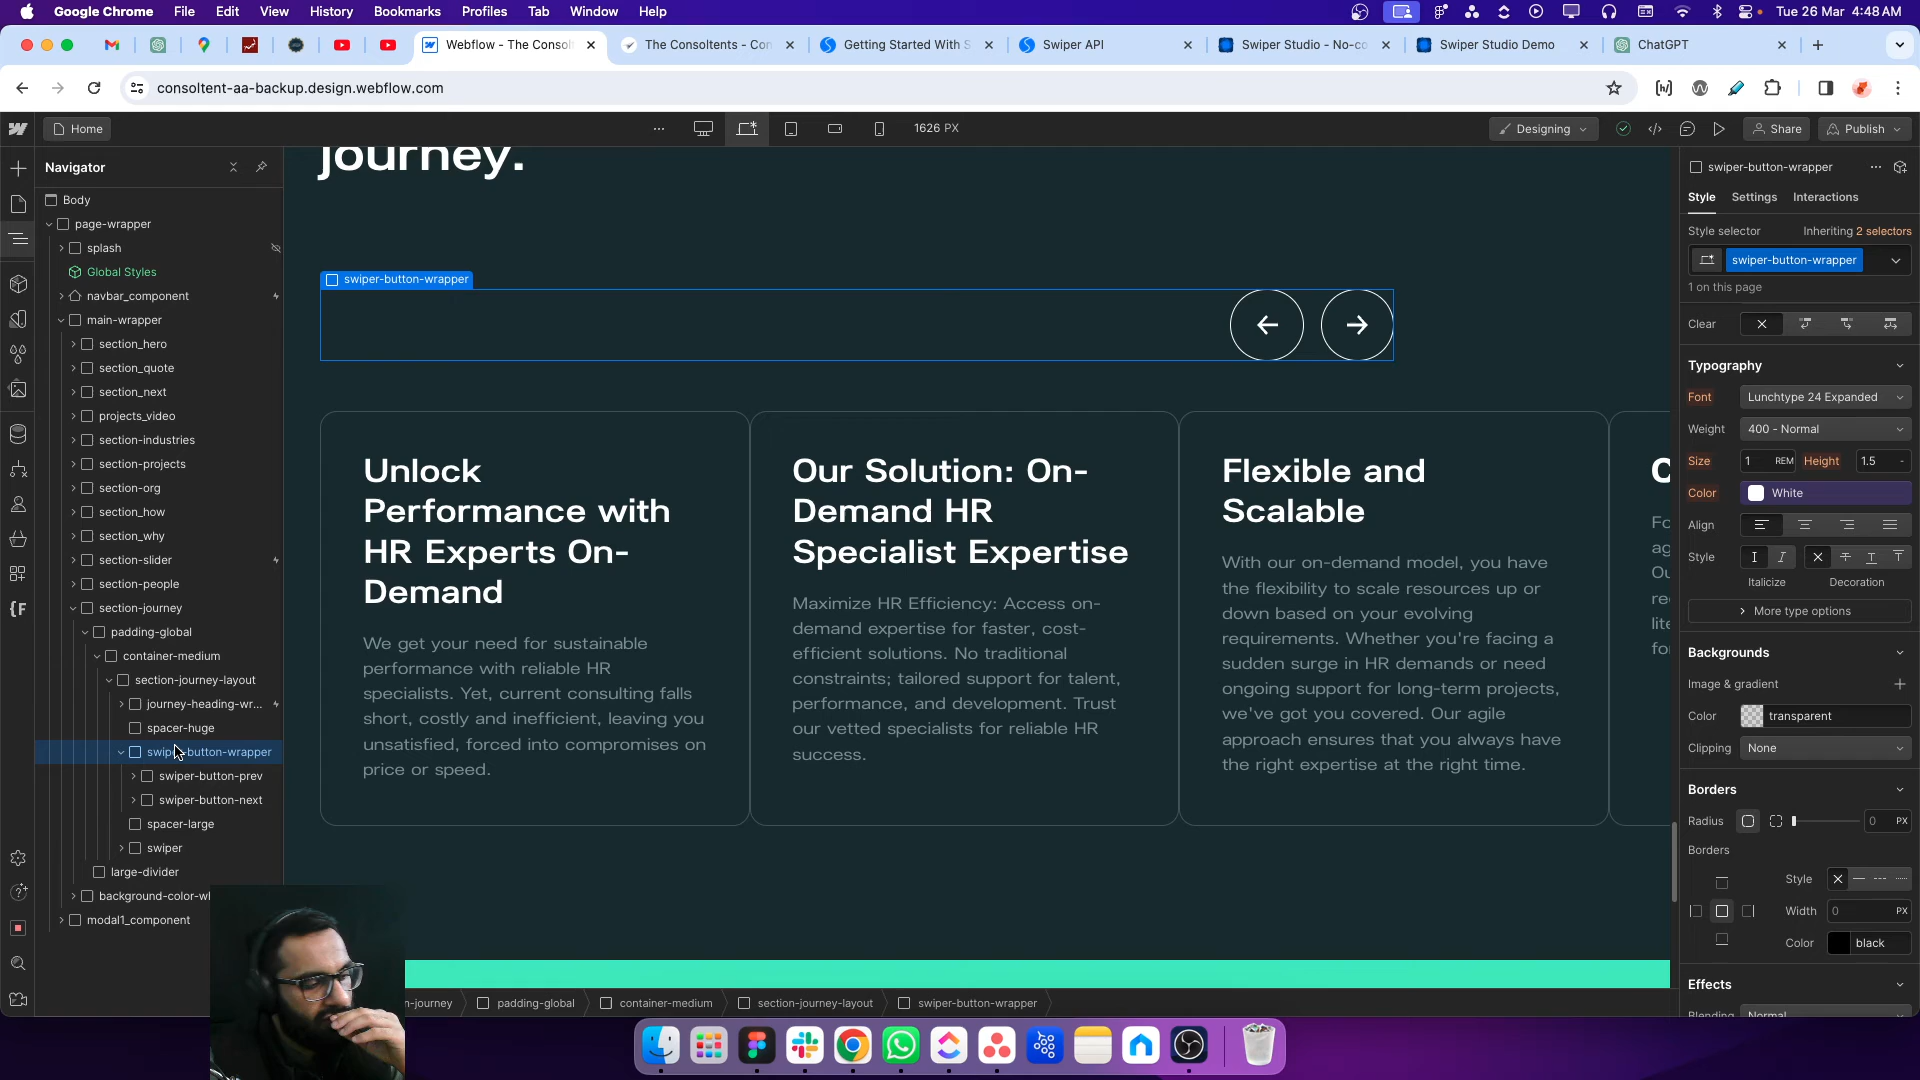 Google Chrome File Edit View History Bookmarks Profiles Tab Window Help Tue 26 Mar 4:48 AM
Webflow - The Consol The Consoltents - Con Getting Started With S Swiper API Swiper Studio - No-co Swiper Studio Demo ChatGPT
consoltent-aa-backup.design.webflow.com
Home 1626 PX Designing Share Publish
Navigator
Body
page-wrapper
splash
Global Styles
navbar_component
main-wrapper
section_hero
section_quote
section_next
projects_video
section-industries
section-projects
section-org
section_how
section_why
section-slider
section-people
section-journey
padding-global
container-medium
section-journey-layout
journey-heading-wr...
spacer-huge
swiper-button-wrapper
swiper-button-prev
swiper-button-next
spacer-large
swiper
large-divider
background-color-wh
modal1_component
journey.
swiper-button-wrapper
Unlock
Performance with
HR Experts On-
Demand
We get your need for sustainable
performance with reliable HR
specialists. Yet, current consulting falls
short, costly and inefficient, leaving you
unsatisfied, forced into compromises on
price or speed.
Our Solution: On-
Demand HR
Specialist Expertise
Maximize HR Efficiency: Access on-
demand expertise for faster, cost-
efficient solutions. No traditional
constraints; tailored support for talent,
performance, and development. Trust
our vetted specialists for reliable HR
success.
Flexible and
Scalable
With our on-demand model, you have
the flexibility to scale resources up or
down based on your evolving
requirements. Whether you're facing a
sudden surge in HR demands or need
ongoing support for long-term projects,
we've got you covered. Our agile
approach ensures that you always have
the right expertise at the right time.
n-journey padding-global container-medium section-journey-layout swiper-button-wrapper
swiper-button-wrapper
Style Settings Interactions
Style selector Inheriting 2 selectors
swiper-button-wrapper
1 on this page
Clear
Typography
Font Lunchtype 24 Expanded
Weight 400 - Normal
Size 1 REM Height 1.5 -
Color White
Align
Style
Italicize Decoration
More type options
Backgrounds
Image & gradient
Color transparent
Clipping None
Borders
Radius 0 PX
Borders
Style
Width 0 PX
Color black
Effects
Blending Normal